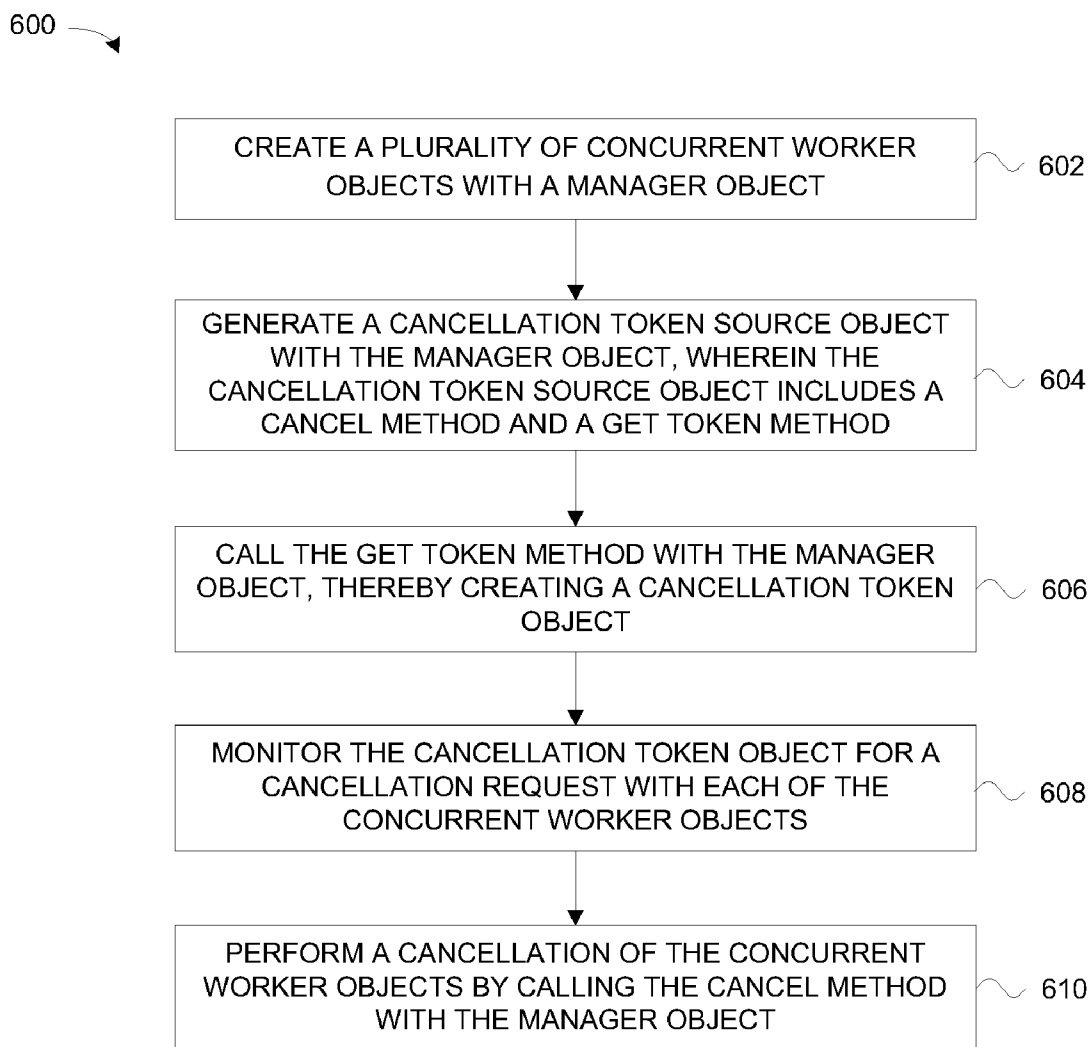 600
CREATE A PLURALITY OF CONCURRENT WORKER
OBJECTS WITH A MANAGER OBJECT
602
GENERATE A CANCELLATION TOKEN SOURCE OBJECT
WITH THE MANAGER OBJECT, WHEREIN THE
CANCELLATION TOKEN SOURCE OBJECT INCLUDES A
CANCEL METHOD AND A GET TOKEN METHOD
604
CALL THE GET TOKEN METHOD WITH THE MANAGER
OBJECT, THEREBY CREATING A CANCELLATION TOKEN
OBJECT
606
MONITOR THE CANCELLATION TOKEN OBJECT FOR A
CANCELLATION REQUEST WITH EACH OF THE
CONCURRENT WORKER OBJECTS
608
PERFORM A CANCELLATION OF THE CONCURRENT
WORKER OBJECTS BY CALLING THE CANCEL METHOD
WITH THE MANAGER OBJECT
610